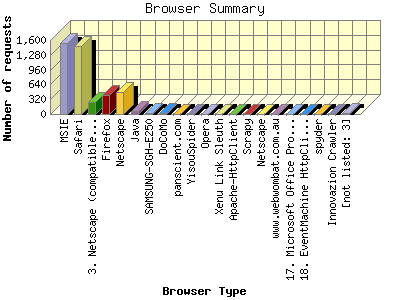 Browser Summary
Number of requests
1,600
1,280
960
640
320
0
MSIE
Safari
3. Netscape (compatible...
Firefox
Netscape
Java
SAMSUNG-SGH-E250
DoCoMo
panscient.com
YisouSpider
Opera
Xenu Link Sleuth
Apache-HttpClient
Scrapy
Netscape
www.webwombat.com.au
17. Microsoft Office Pro...
18. EventMachine HttpCli...
spyder
Innovazion Crawler
[not listed: 3]
Browser Type